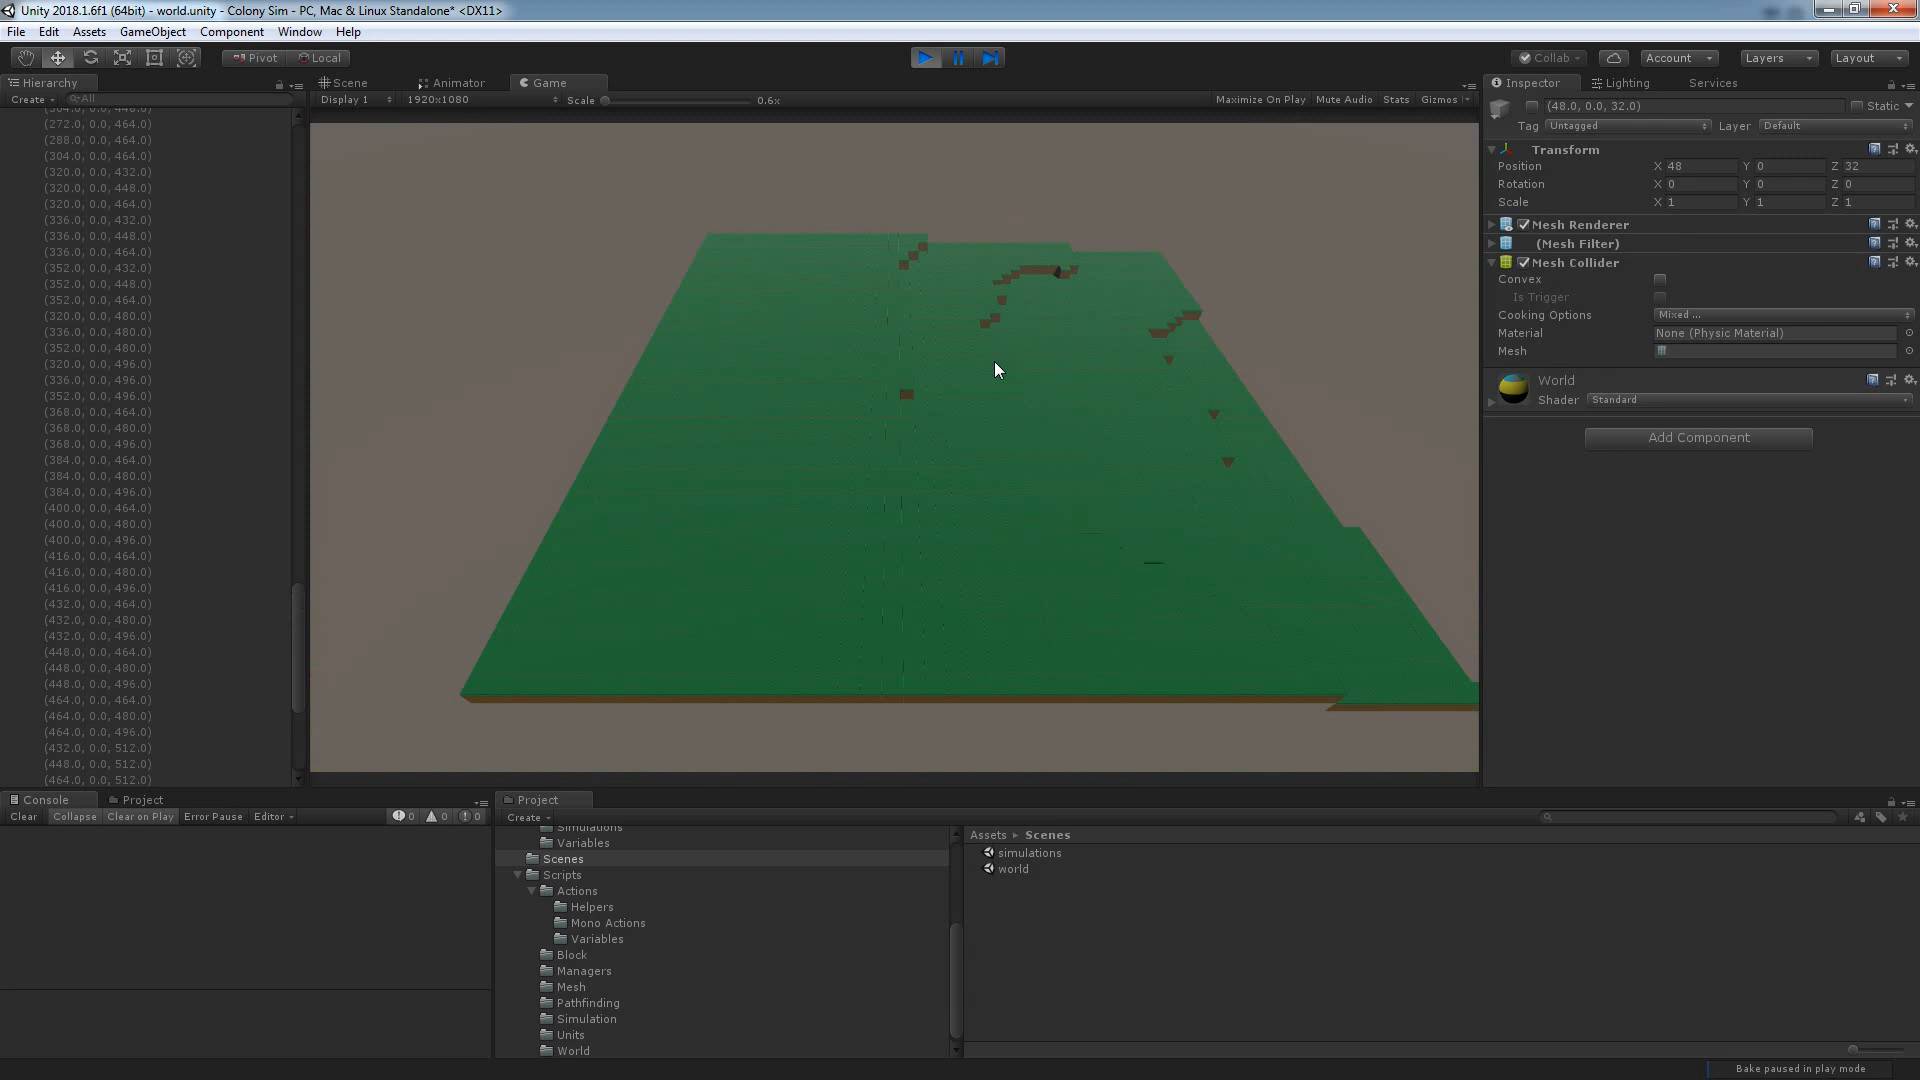 Unity 2018.1.6f1 (64bit) - world.unity - Colony Sim - PC, Mac & Linux Standalone* <DX11>
File Edit Assets GameObject Component Window Help
Pivot Local Collab Account Layers Layout
Hierarchy Scene Animator Game Inspector Lighting Services
Create All Display 1 1920x1080 Scale 0.6x Maximize On Play Mute Audio Stats Gizmos
(304.0, 0.0, 448.0)
(272.0, 0.0, 464.0)
(288.0, 0.0, 464.0)
(304.0, 0.0, 464.0)
(320.0, 0.0, 432.0)
(320.0, 0.0, 448.0)
(320.0, 0.0, 464.0)
(336.0, 0.0, 432.0)
(336.0, 0.0, 448.0)
(336.0, 0.0, 464.0)
(352.0, 0.0, 432.0)
(352.0, 0.0, 448.0)
(352.0, 0.0, 464.0)
(320.0, 0.0, 480.0)
(336.0, 0.0, 480.0)
(352.0, 0.0, 480.0)
(320.0, 0.0, 496.0)
(336.0, 0.0, 496.0)
(352.0, 0.0, 496.0)
(368.0, 0.0, 464.0)
(368.0, 0.0, 480.0)
(368.0, 0.0, 496.0)
(384.0, 0.0, 464.0)
(384.0, 0.0, 480.0)
(384.0, 0.0, 496.0)
(400.0, 0.0, 464.0)
(400.0, 0.0, 480.0)
(400.0, 0.0, 496.0)
(416.0, 0.0, 464.0)
(416.0, 0.0, 480.0)
(416.0, 0.0, 496.0)
(432.0, 0.0, 464.0)
(432.0, 0.0, 480.0)
(432.0, 0.0, 496.0)
(448.0, 0.0, 464.0)
(448.0, 0.0, 480.0)
(448.0, 0.0, 496.0)
(464.0, 0.0, 464.0)
(464.0, 0.0, 480.0)
(464.0, 0.0, 496.0)
(432.0, 0.0, 512.0)
(448.0, 0.0, 512.0)
(464.0, 0.0, 512.0)
(48.0, 0.0, 32.0) Static
Tag Untagged Layer Default
Transform
Position X 48 Y 0 Z 32
Rotation X 0 Y 0 Z 0
Scale X 1 Y 1 Z 1
Mesh Renderer
(Mesh Filter)
Mesh Collider
Convex
Is Trigger
Cooking Options Mixed ...
Material None (Physic Material)
Mesh
World
Shader Standard
Add Component
Console Project
Clear Collapse Clear on Play Error Pause Editor 0 0 0
Project
Create
Simulations
Variables
Scenes
Scripts
Actions
Helpers
Mono Actions
Variables
Block
Managers
Mesh
Pathfinding
Simulation
Units
World
Assets Scenes
simulations
world
Bake paused in play mode